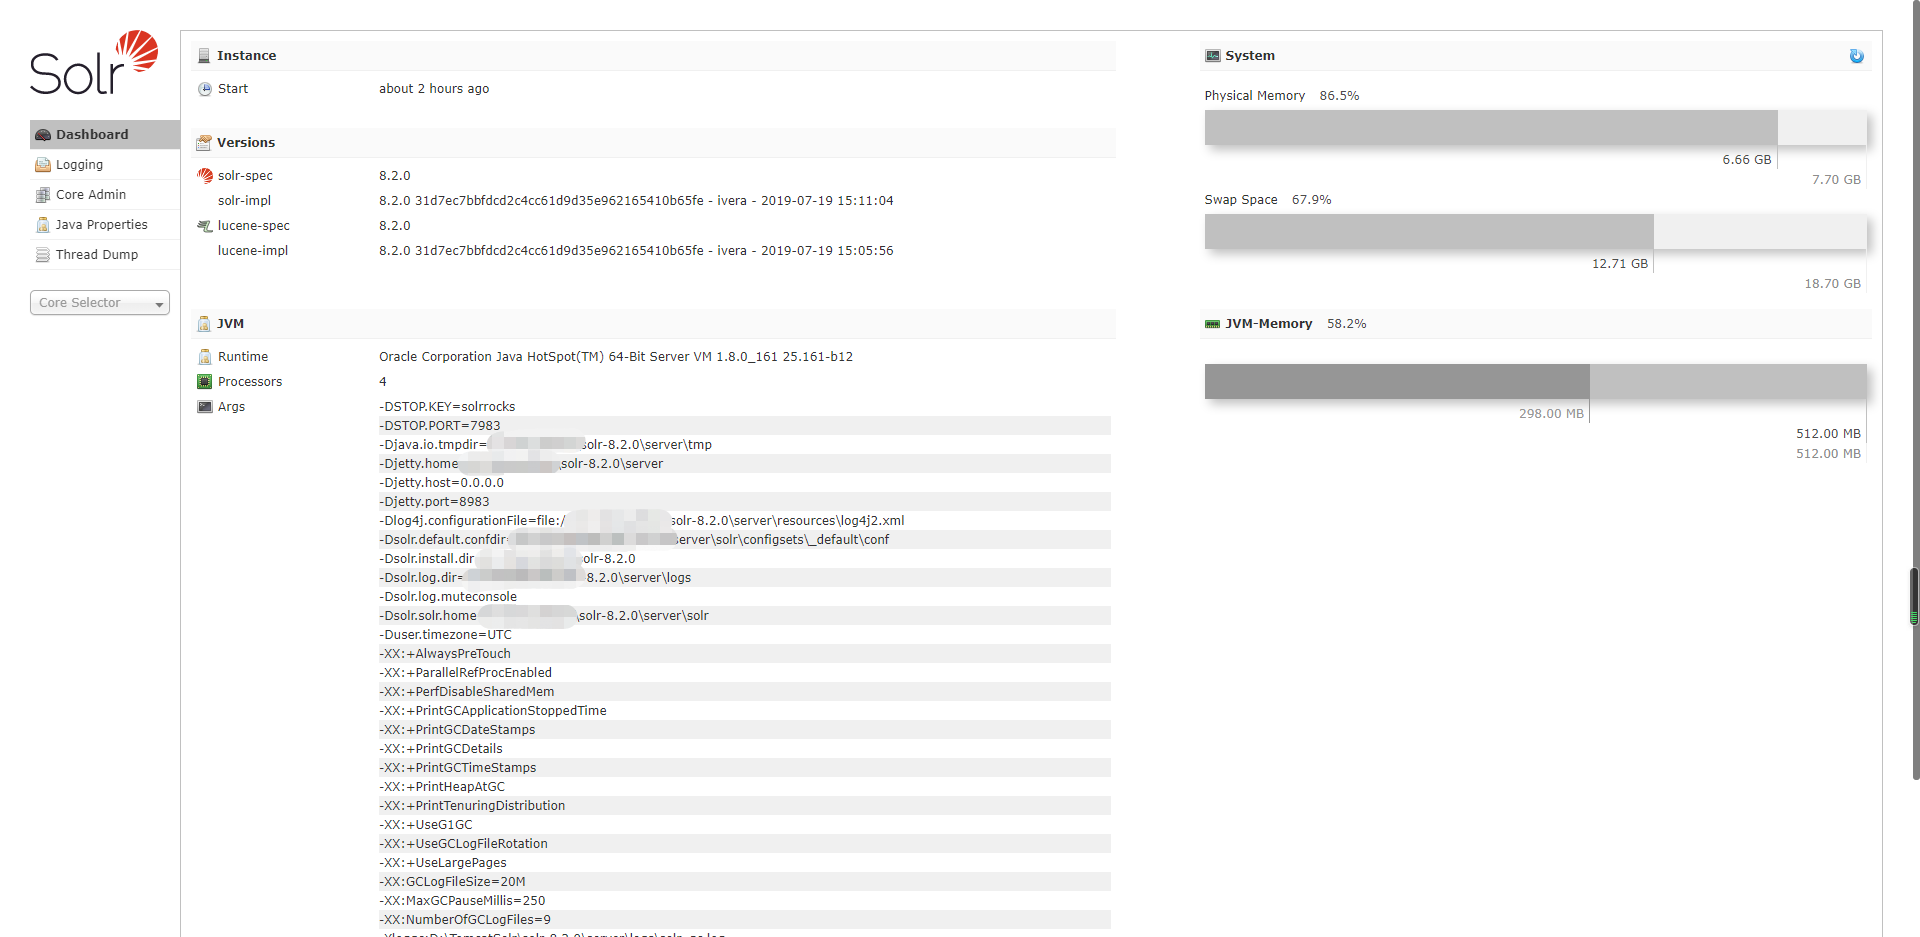 Solr
Dashboard
Logging
Core Admin
Java Properties
Thread Dump
Core Selector
Instance
Start about 2 hours ago
Versions
solr-spec 8.2.0
solr-impl 8.2.0 31d7ec7bbfdcd2c4cc61d9d35e962165410b65fe - ivera - 2019-07-19 15:11:04
lucene-spec 8.2.0
lucene-impl 8.2.0 31d7ec7bbfdcd2c4cc61d9d35e962165410b65fe - ivera - 2019-07-19 15:05:56
JVM
Runtime Oracle Corporation Java HotSpot(TM) 64-Bit Server VM 1.8.0_161 25.161-b12
Processors 4
Args -DSTOP.KEY=solrrocks
-DSTOP.PORT=7983
-Djava.io.tmpdir= solr-8.2.0\server\tmp
-Djetty.home \solr-8.2.0\server
-Djetty.host=0.0.0.0
-Djetty.port=8983
-Dlog4j.configurationFile=file:/ solr-8.2.0\server\resources\log4j2.xml
-Dsolr.default.confdir= server\solr\configsets\_default\conf
-Dsolr.install.dir olr-8.2.0
-Dsolr.log.dir= 8.2.0\server\logs
-Dsolr.log.muteconsole
-Dsolr.solr.home \solr-8.2.0\server\solr
-Duser.timezone=UTC
-XX:+AlwaysPreTouch
-XX:+ParallelRefProcEnabled
-XX:+PerfDisableSharedMem
-XX:+PrintGCApplicationStoppedTime
-XX:+PrintGCDateStamps
-XX:+PrintGCDetails
-XX:+PrintGCTimeStamps
-XX:+PrintHeapAtGC
-XX:+PrintTenuringDistribution
-XX:+UseG1GC
-XX:+UseGCLogFileRotation
-XX:+UseLargePages
-XX:GCLogFileSize=20M
-XX:MaxGCPauseMillis=250
-XX:NumberOfGCLogFiles=9
System
Physical Memory 86.5%
6.66 GB
7.70 GB
Swap Space 67.9%
12.71 GB
18.70 GB
JVM-Memory 58.2%
298.00 MB
512.00 MB
512.00 MB